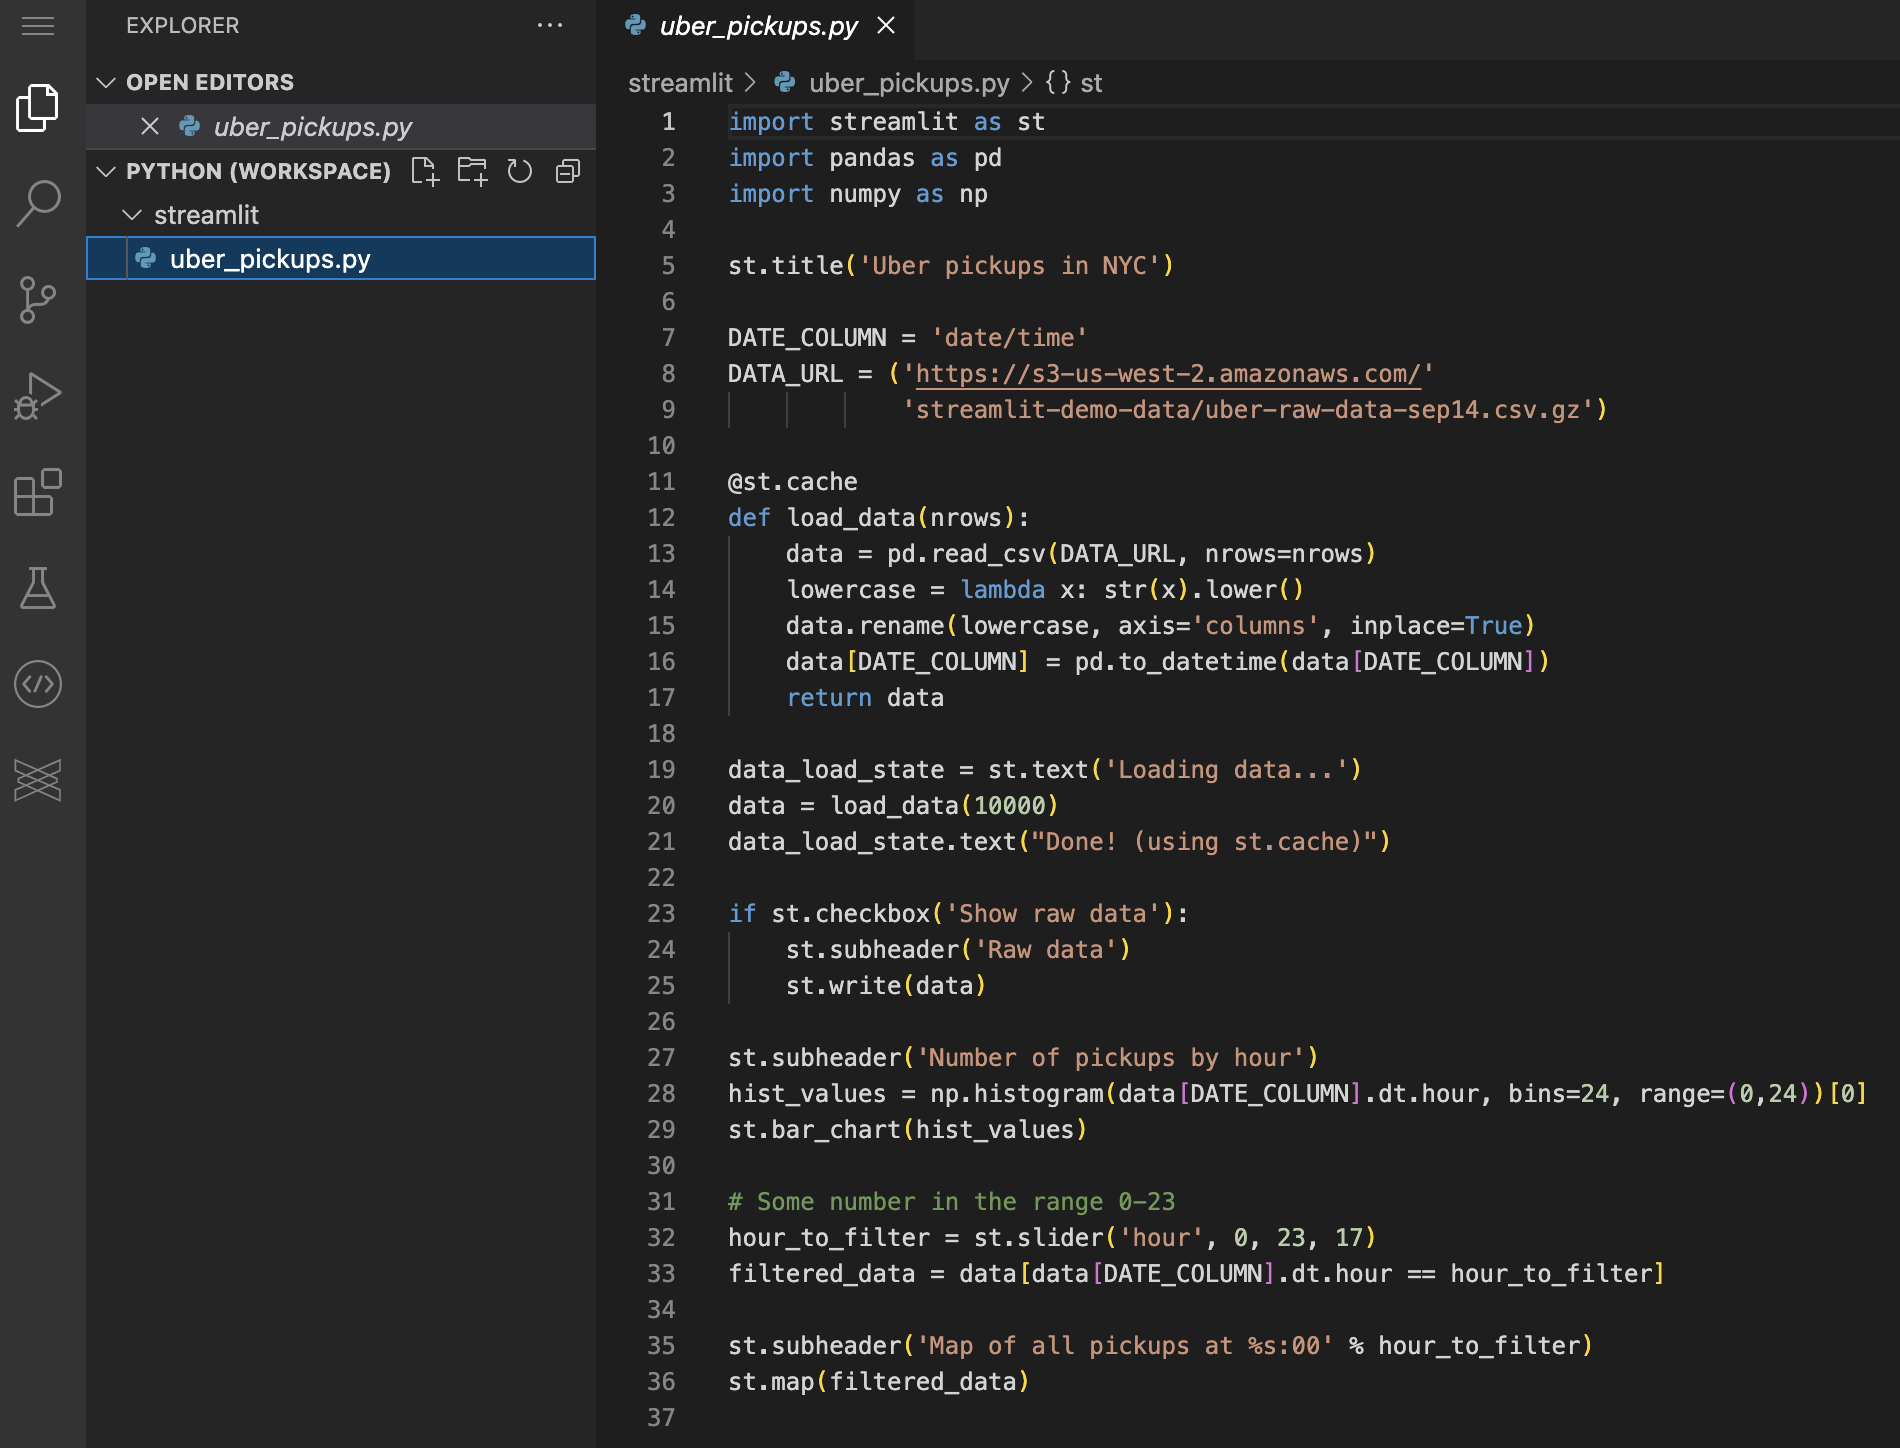 EXPLORER
OPEN EDITORS
uber_pickups.py
PYTHON (WORKSPACE)
streamlit
uber_pickups.py
uber_pickups.py
streamlit > uber_pickups.py > {} st
1 import streamlit as st
2 import pandas as pd
3 import numpy as np
4
5 st.title('Uber pickups in NYC')
6
7 DATE_COLUMN = 'date/time'
8 DATA_URL = ('https://s3-us-west-2.amazonaws.com/'
9             'streamlit-demo-data/uber-raw-data-sep14.csv.gz')
10
11 @st.cache
12 def load_data(nrows):
13     data = pd.read_csv(DATA_URL, nrows=nrows)
14     lowercase = lambda x: str(x).lower()
15     data.rename(lowercase, axis='columns', inplace=True)
16     data[DATE_COLUMN] = pd.to_datetime(data[DATE_COLUMN])
17     return data
18
19 data_load_state = st.text('Loading data...')
20 data = load_data(10000)
21 data_load_state.text("Done! (using st.cache)")
22
23 if st.checkbox('Show raw data'):
24     st.subheader('Raw data')
25     st.write(data)
26
27 st.subheader('Number of pickups by hour')
28 hist_values = np.histogram(data[DATE_COLUMN].dt.hour, bins=24, range=(0,24))[0]
29 st.bar_chart(hist_values)
30
31 # Some number in the range 0-23
32 hour_to_filter = st.slider('hour', 0, 23, 17)
33 filtered_data = data[data[DATE_COLUMN].dt.hour == hour_to_filter]
34
35 st.subheader('Map of all pickups at %s:00' % hour_to_filter)
36 st.map(filtered_data)
37